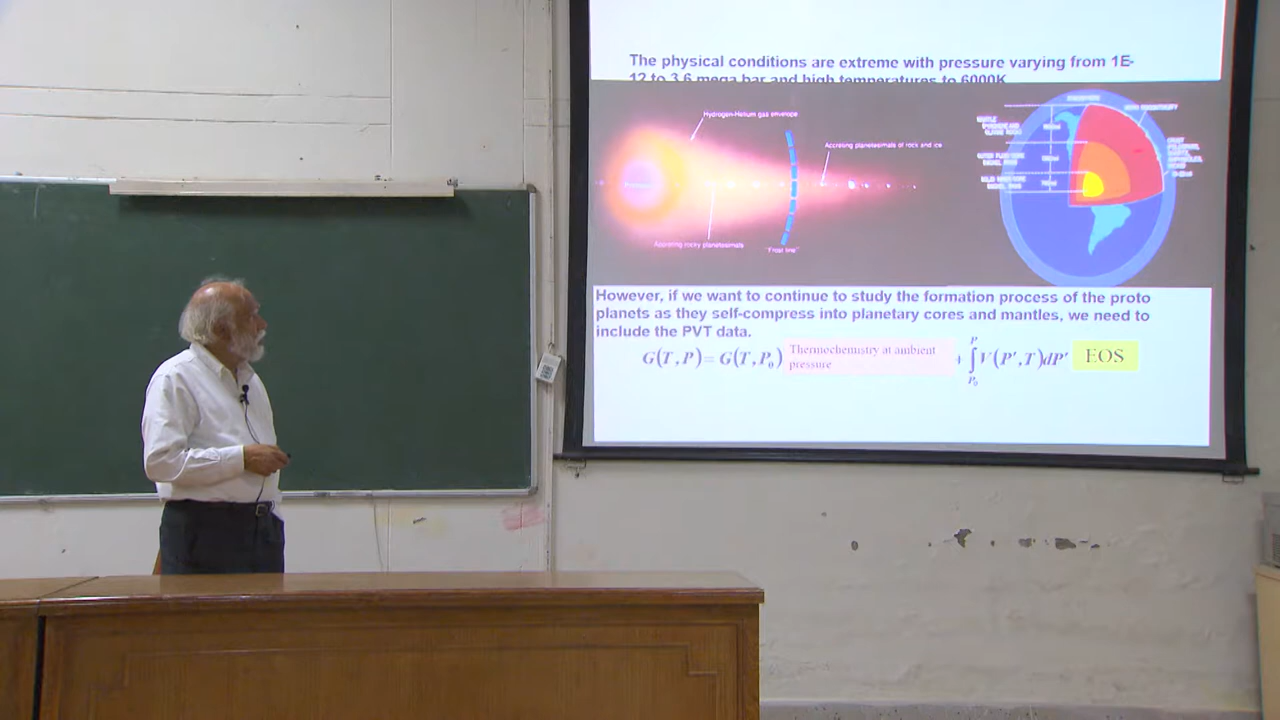 The physical conditions are extreme with pressure varying from 1E-
12 to 3.6 mega bar and high temperatures to 6000K
Hydrogen-Helium gas envelope
Accreting planetesimals of rock and ice
Accreting rocky planetesimals
"Frost line"
However, if we want to continue to study the formation process of the proto
planets as they self-compress into planetary cores and mantles, we need to
include the PVT data.
G(T,P)= G(T,P₀) Thermochemistry at ambient pressure + ∫_{P₀}^{P} V(P′,T)dP′ EOS